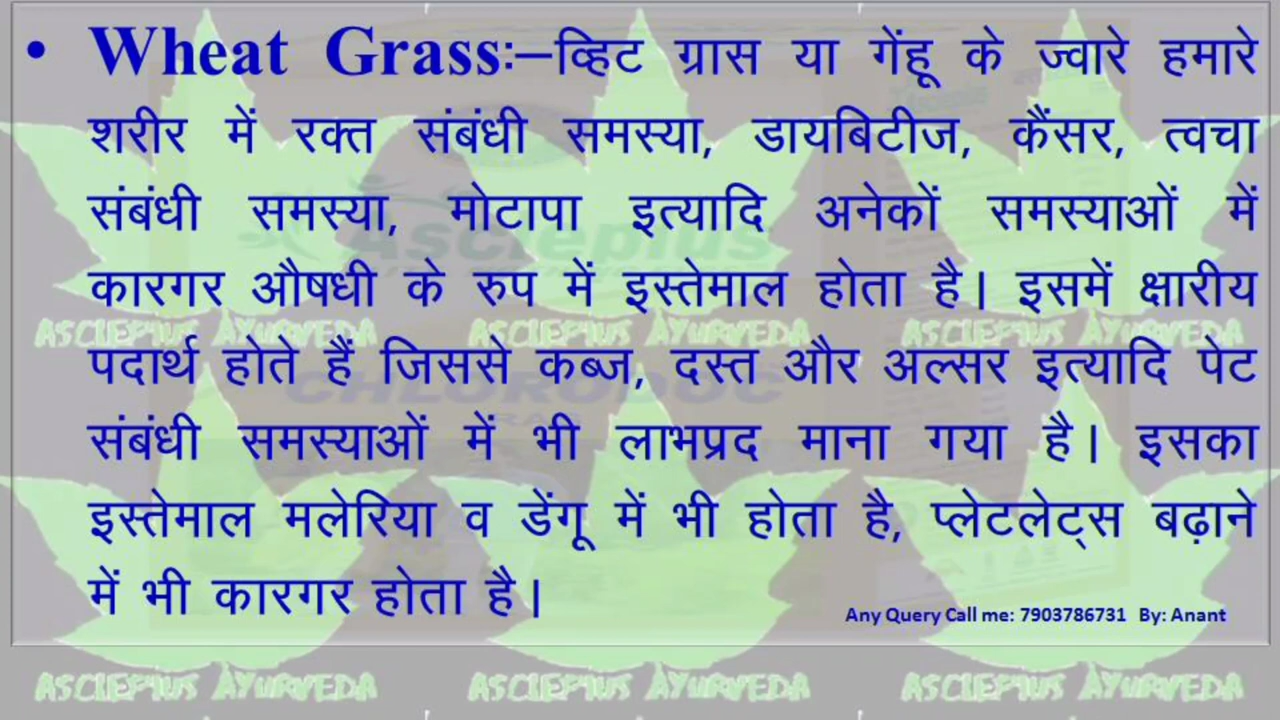 • Wheat Grass:–व्हिट ग्रास या गेंहू के ज्वारे हमारे
शरीर में रक्त संबंधी समस्या, डायबिटीज, कैंसर, त्वचा
संबंधी समस्या, मोटापा इत्यादि अनेकों समस्याओं में
कारगर औषधी के रुप में इस्तेमाल होता है। इसमें क्षारीय
पदार्थ होते हैं जिससे कब्ज, दस्त और अल्सर इत्यादि पेट
संबंधी समस्याओं में भी लाभप्रद माना गया है। इसका
इस्तेमाल मलेरिया व डेंगू में भी होता है, प्लेटलेट्स बढ़ाने
में भी कारगर होता है।
Any Query Call me: 7903786731 By: Anant
Asclepius
ASCLEPIUS AYURVEDA ASCLEPIUS AYURVEDA ASCLEPIUS AYURVEDA
CHLORODOC
ASCLEPIUS AYURVEDA ASCLEPIUS AYURVEDA ASCLEPIUS AYURVEDA